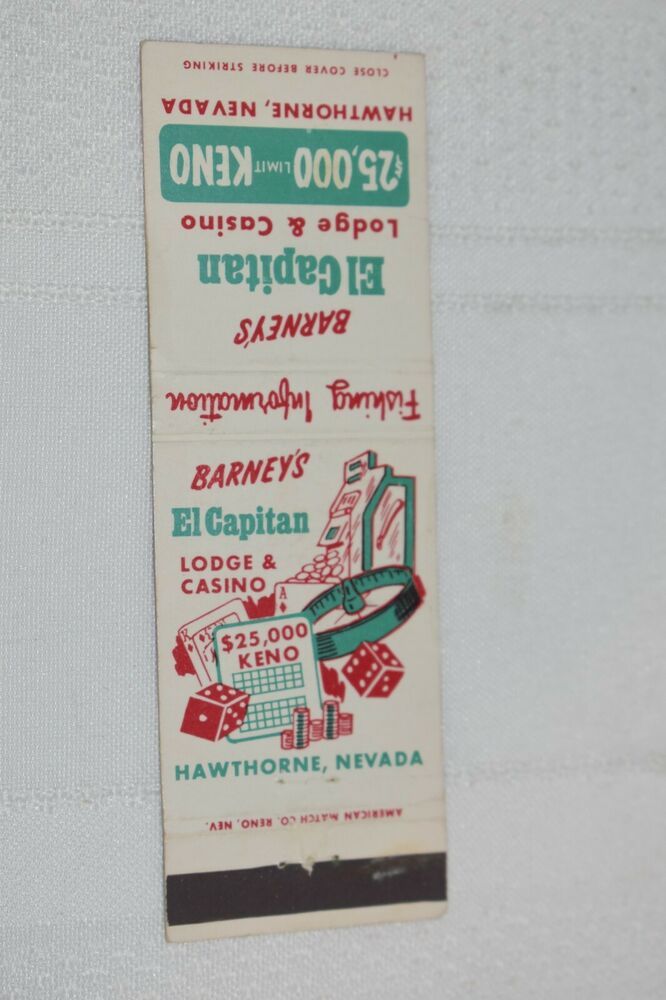 CLOSE COVER BEFORE STRIKING
HAWTHORNE, NEVADA
$25,000 LIMIT KENO
Lodge & Casino
El Capitan
BARNEY'S
Fishing Information
BARNEY'S
El Capitan
LODGE &
CASINO
A
K
$25,000
KENO
HAWTHORNE, NEVADA
AMERICAN MATCH CO. RENO, NEV.